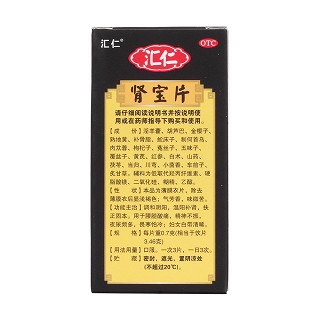 汇仁®
汇仁®
OTC
肾宝片
请仔细阅读说明书并按说明使
用或在药师指导下购买和使用。
【成　份】淫羊藿、胡芦巴、金樱子、
熟地黄、补骨脂、蛇床子、制何首乌、
肉苁蓉、枸杞子、菟丝子、五味子、
覆盆子、黄芪、红参、白术、山药、
茯苓、当归、川芎、小茴香、车前子、
炙甘草。辅料为低取代羟丙纤维素、硬
脂酸镁、二氧化硅、糊精、乙醇。
【性　状】本品为薄膜衣片，除去
薄膜衣后显棕褐色；气芳香，味微苦。
【功能主治】调和阴阳，温阳补肾，扶
正固本。用于腰腿酸痛，精神不振，
夜尿频多，畏寒怕冷；妇女白带清稀。
【规　格】每片重0.7克(相当于饮片
3.46克)
【用法用量】口服。一次3片，一日3次。
【贮　藏】密封，遮光，置阴凉处
(不超过20℃)。